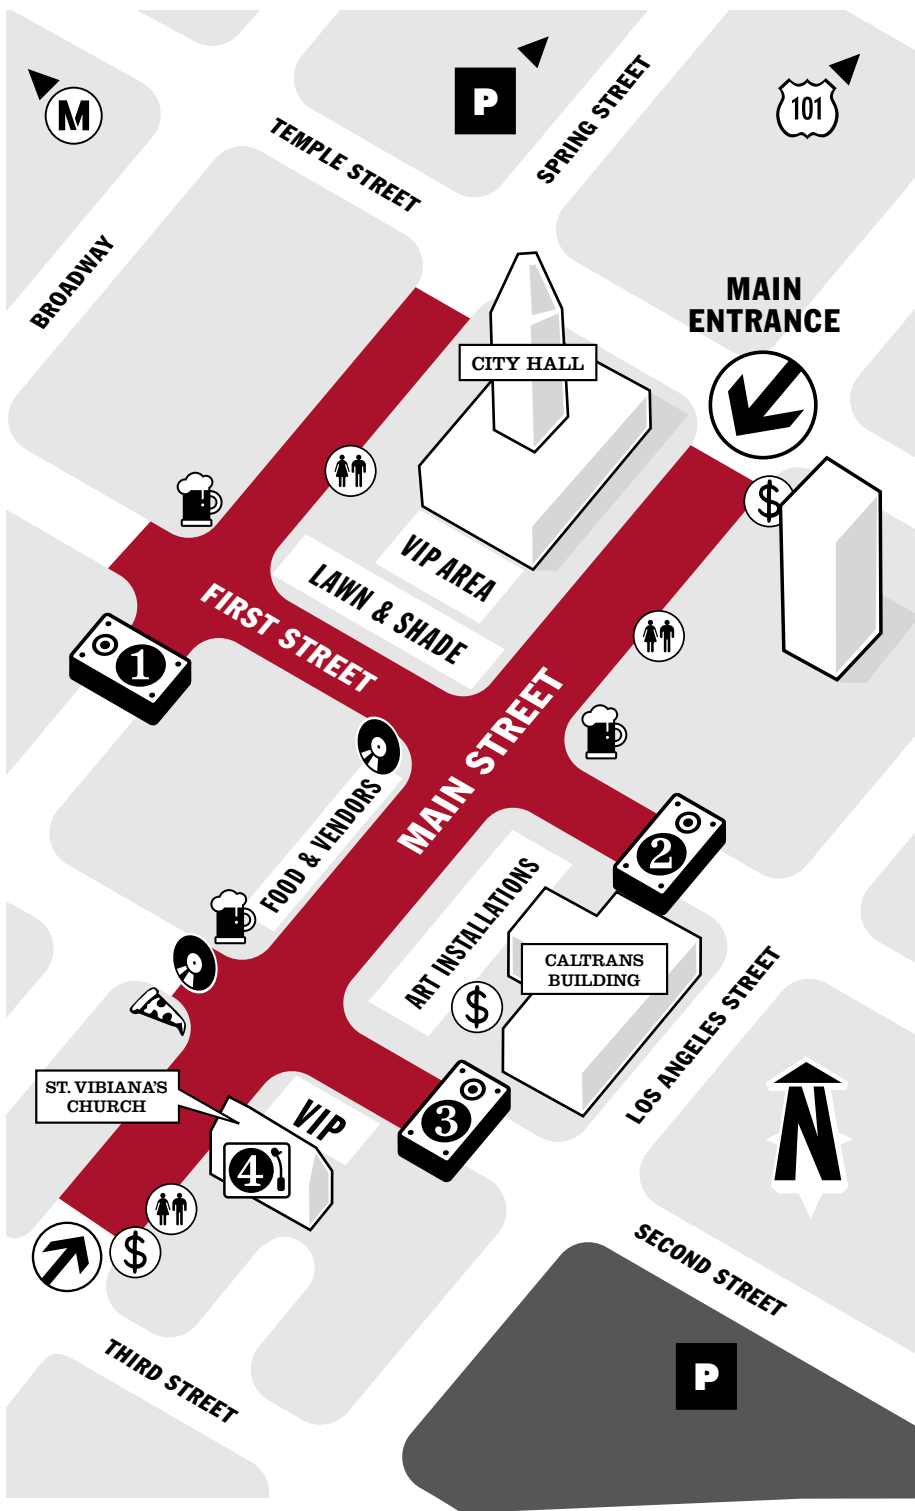 M
P
101
TEMPLE STREET
SPRING STREET
BROADWAY
MAIN
ENTRANCE
CITY HALL
$
VIP AREA
LAWN & SHADE
FIRST STREET
1
MAIN STREET
FOOD & VENDORS
2
ART INSTALLATIONS
CALTRANS
BUILDING
$
LOS ANGELES STREET
ST. VIBIANA'S
CHURCH
VIP
3
4
N
$
SECOND STREET
THIRD STREET
P